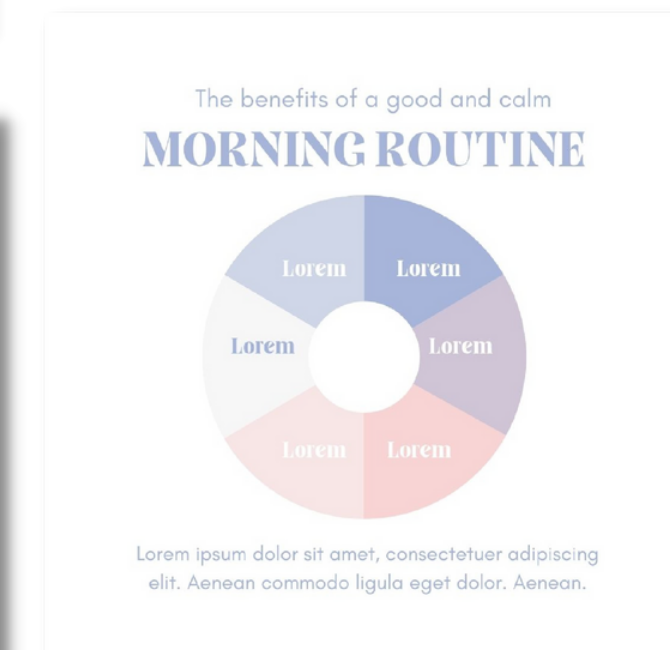 The benefits of a good and calm
MORNING ROUTINE
Lorem Lorem
Lorem Lorem
Lorem Lorem
Lorem ipsum dolor sit amet, consectetuer adipiscing
elit. Aenean commodo ligula eget dolor. Aenean.